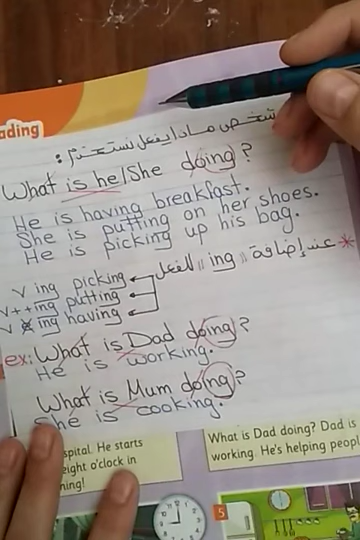 ading
شخص ماذا يفعل نستخدم :
What is he/She doing?
He is having breakfast.
She is putting on her shoes.
He is picking up his bag.
* عند إضافة "ing" للفعل
V ing picking
V++ing putting
V e ing having
ex: What is Dad doing?
He is working.
What is Mum doing?
She is cooking.
spital. He starts
eight o'clock in
ning!
What is Dad doing? Dad is
working. He's helping peopl
5